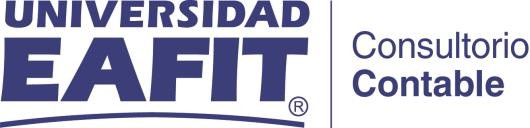 UNIVERSIDAD
EAFIT®
Consultorio
Contable